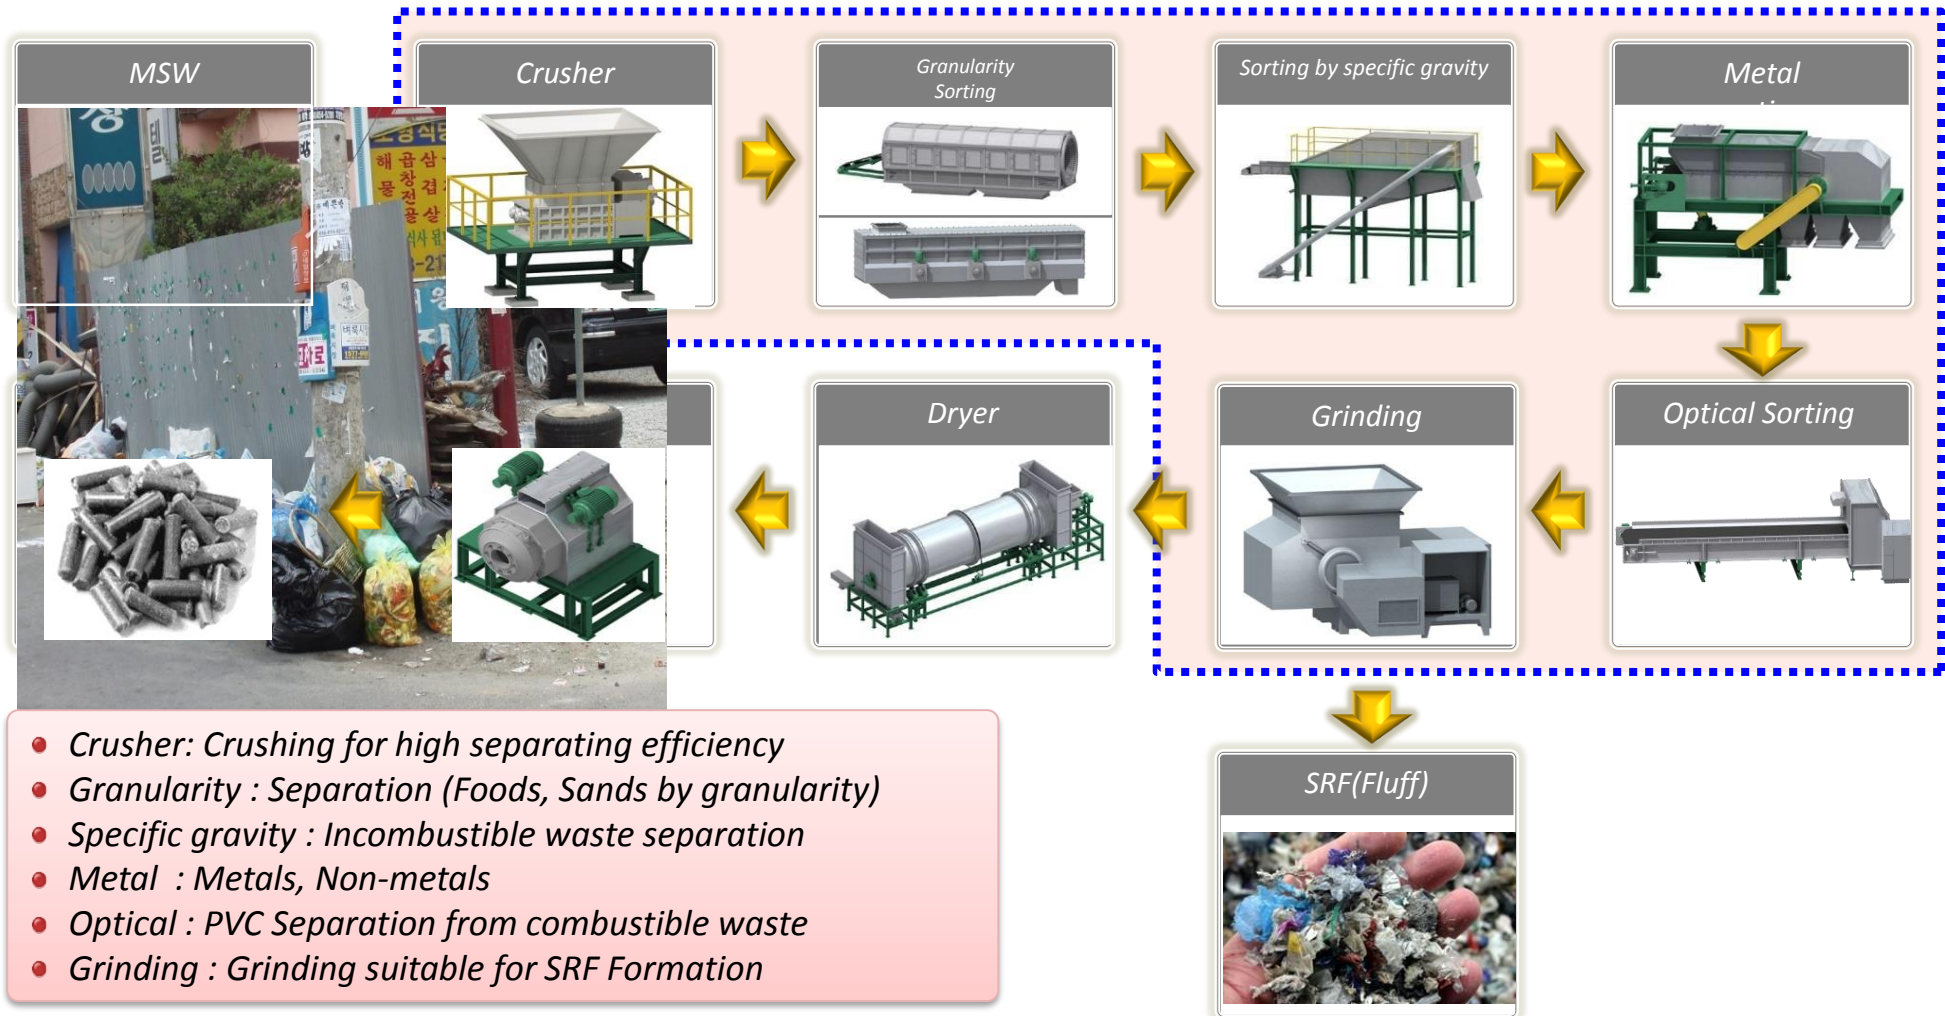 MSW
Crusher
Granularity
Sorting
Sorting by specific gravity
Metal
Dryer
Grinding
Optical Sorting
SRF(Fluff)
• Crusher: Crushing for high separating efficiency
• Granularity : Separation (Foods, Sands by granularity)
• Specific gravity : Incombustible waste separation
• Metal : Metals, Non-metals
• Optical : PVC Separation from combustible waste
• Grinding : Grinding suitable for SRF Formation